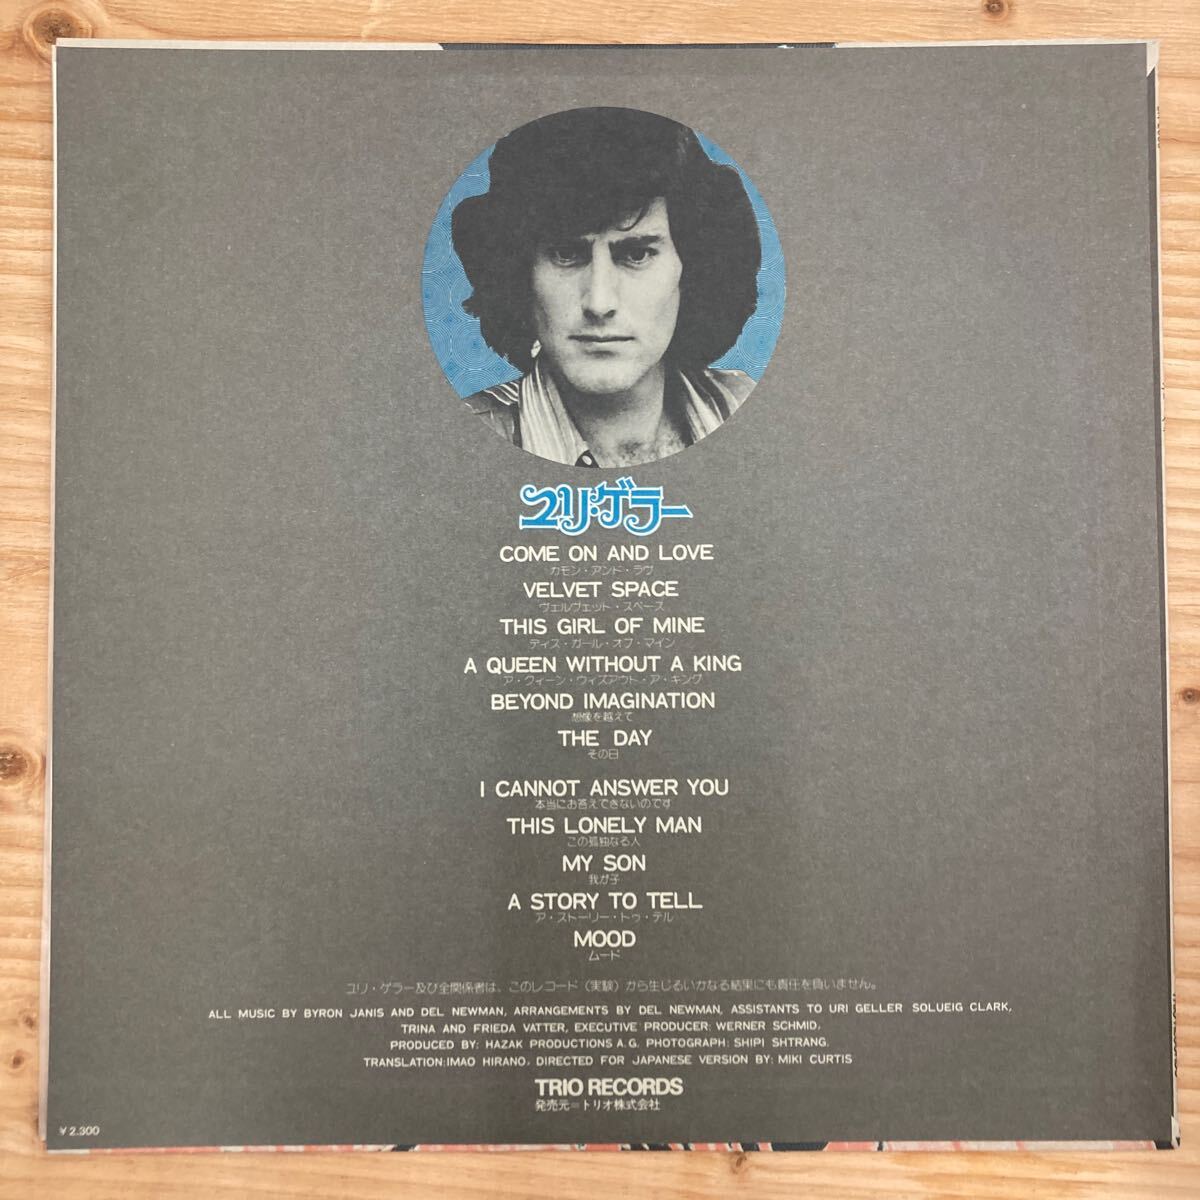 ユリ・ゲラー
COME ON AND LOVE
カモン・アンド・ラヴ
VELVET SPACE
ヴェルヴェット・スペース
THIS GIRL OF MINE
ディス・ガール・オブ・マイン
A QUEEN WITHOUT A KING
ア・クィーン・ウィズアウト・ア・キング
BEYOND IMAGINATION
想像を越えて
THE DAY
その日
I CANNOT ANSWER YOU
本当にお答えできないのです
THIS LONELY MAN
この孤独なる人
MY SON
我が子
A STORY TO TELL
ア・ストーリー・トゥ・テル
MOOD
ムード
ユリ・ゲラー及び全関係者は、このレコード（実験）から生じるいかなる結果にも責任を負いません。
ALL MUSIC BY BYRON JANIS AND DEL NEWMAN, ARRANGEMENTS BY DEL NEWMAN, ASSISTANTS TO URI GELLER SOLUEIG CLARK,
TRINA AND FRIEDA VATTER, EXECUTIVE PRODUCER: WERNER SCHMID,
PRODUCED BY: HAZAK PRODUCTIONS A.G. PHOTOGRAPH: SHIPI SHTRANG.
TRANSLATION:IMAO HIRANO, DIRECTED FOR JAPANESE VERSION BY: MIKI CURTIS
TRIO RECORDS
発売元＝トリオ株式会社
¥2.300